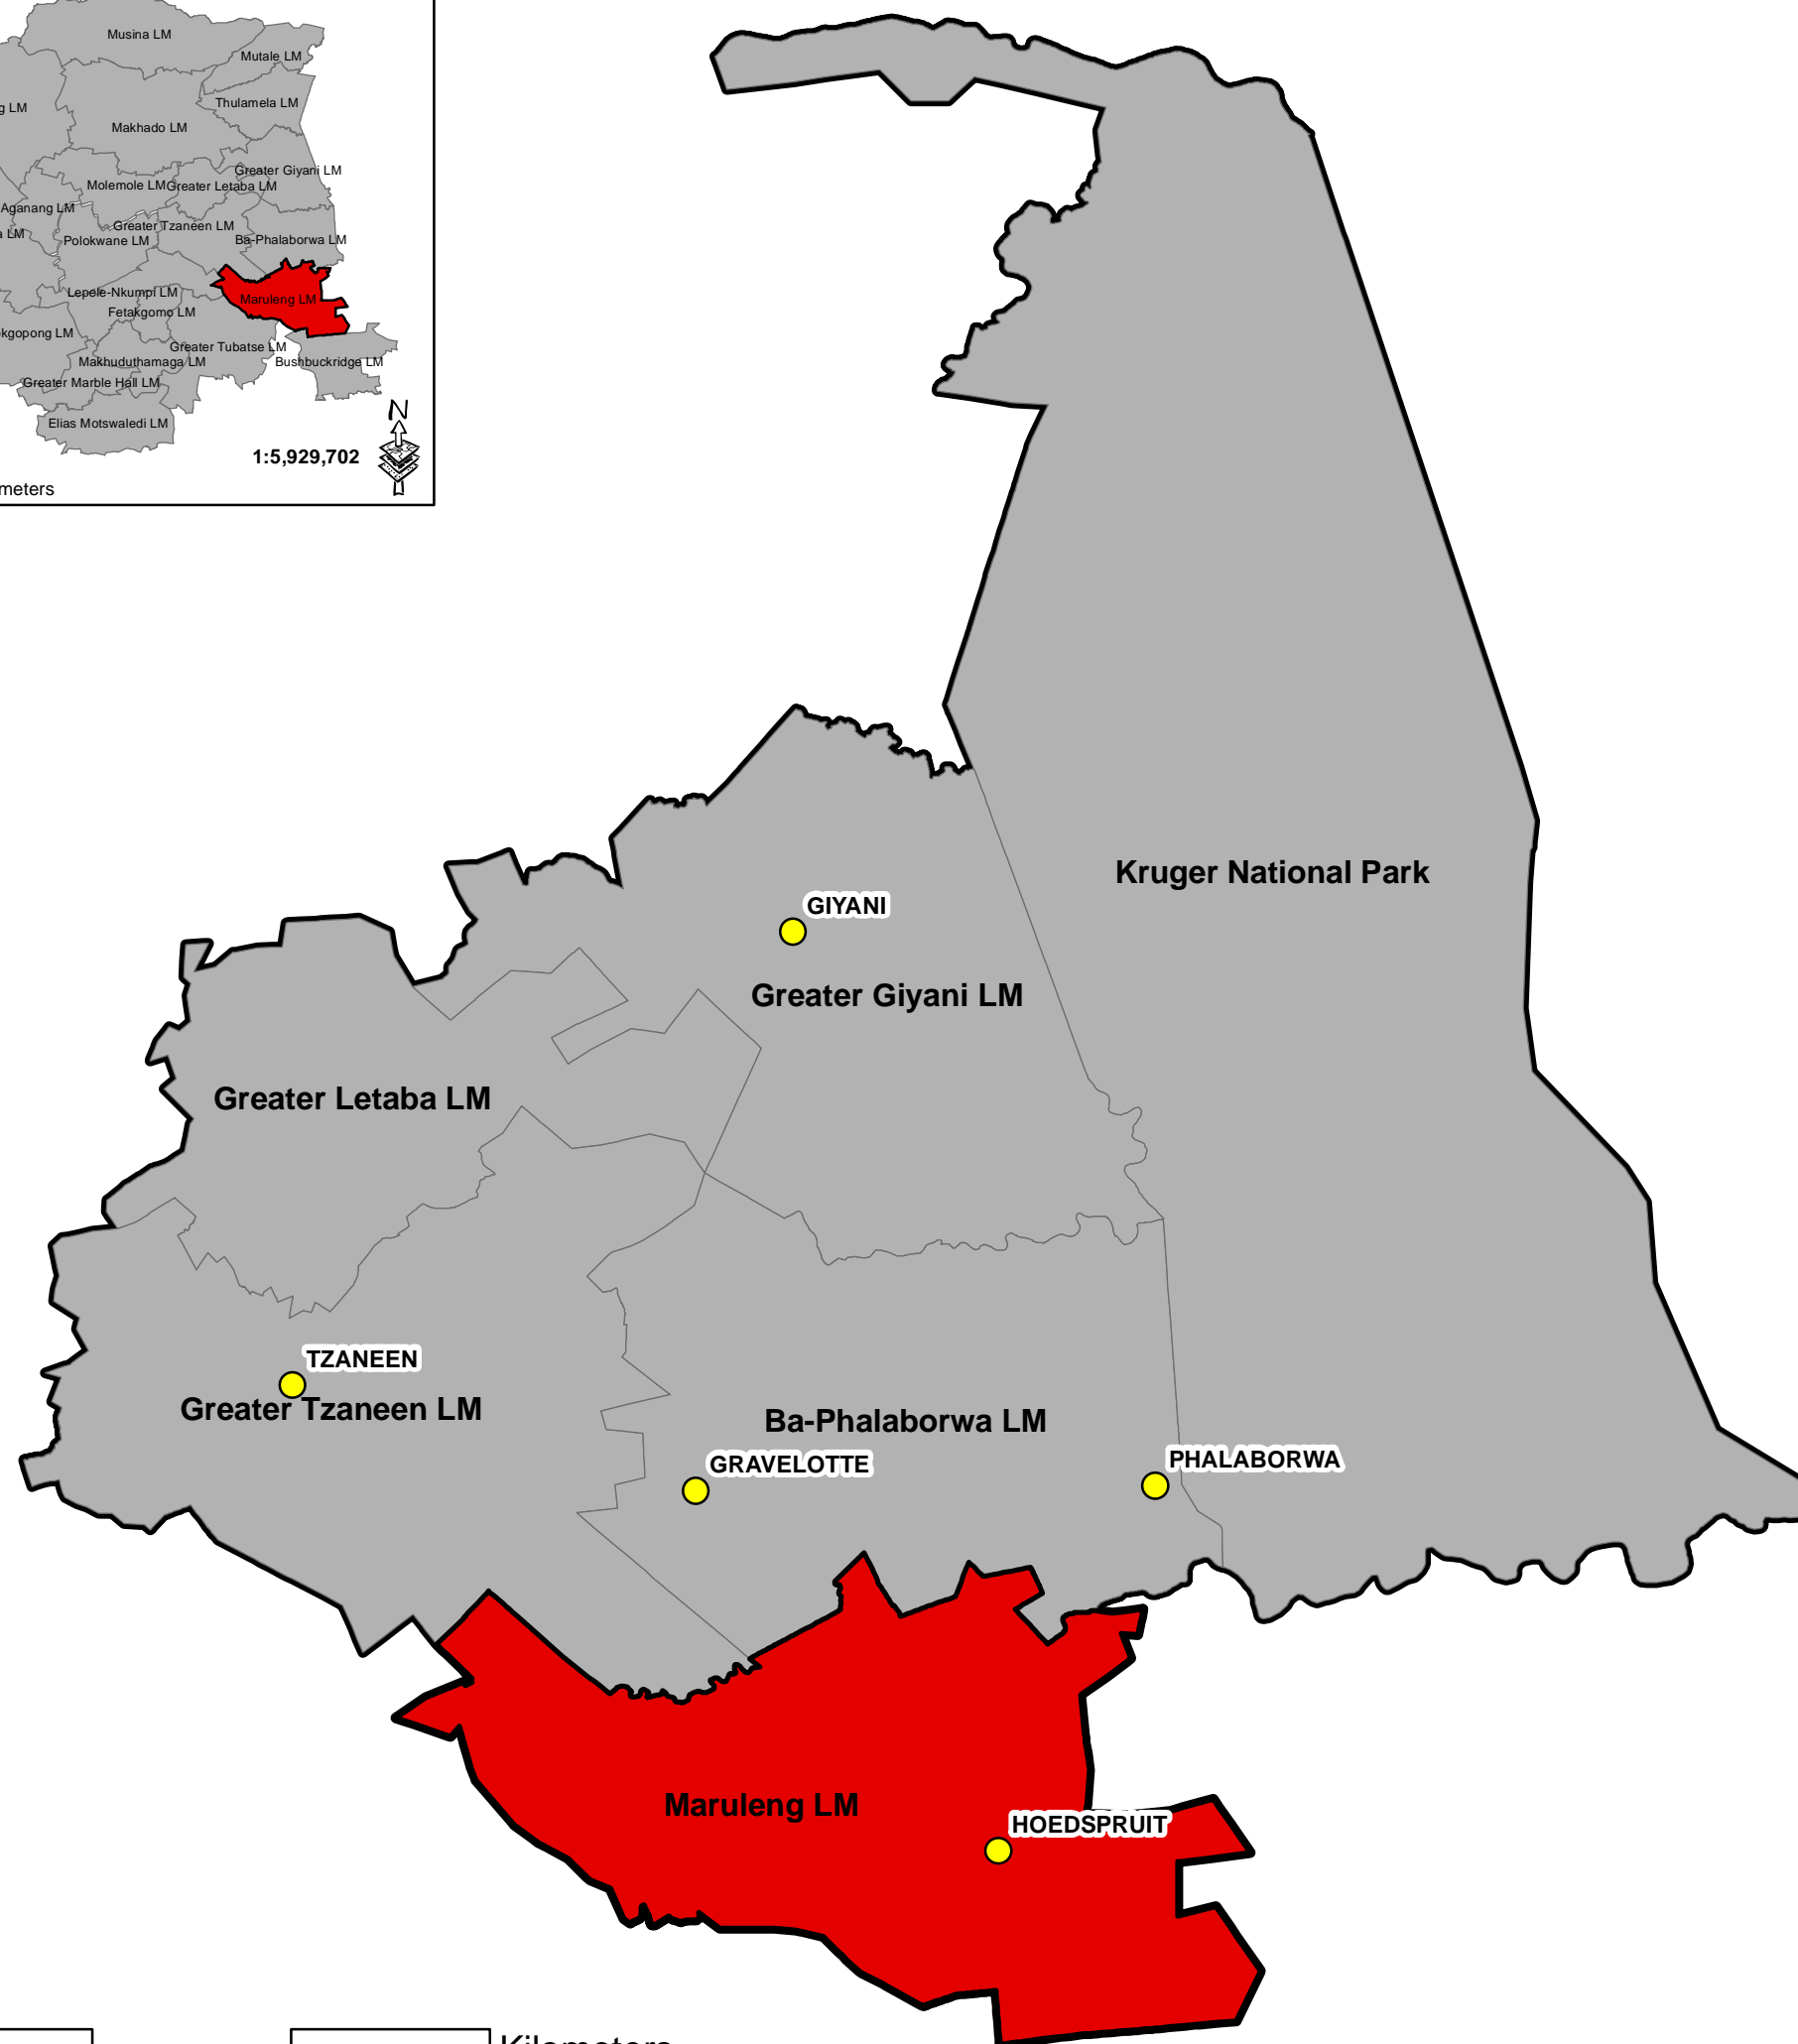 Musina LM
Mutale LM
g LM
Thulamela LM
Makhado LM
Greater Giyani LM
Molemole LM
Greater Letaba LM
Aganang LM
Greater Tzaneen LM
a LM
Polokwane LM
Ba-Phalaborwa LM
Lepele-Nkumpi LM
Maruleng LM
Fetakgomo LM
kgopong LM
Greater Tubatse LM
Makhuduthamaga LM
Bushbuckridge LM
Greater Marble Hall LM
Elias Motswaledi LM
N
1:5,929,702
meters
Kruger National Park
GIYANI
Greater Giyani LM
Greater Letaba LM
TZANEEN
Greater Tzaneen LM
Ba-Phalaborwa LM
GRAVELOTTE
PHALABORWA
Maruleng LM
HOEDSPRUIT
Kilometers